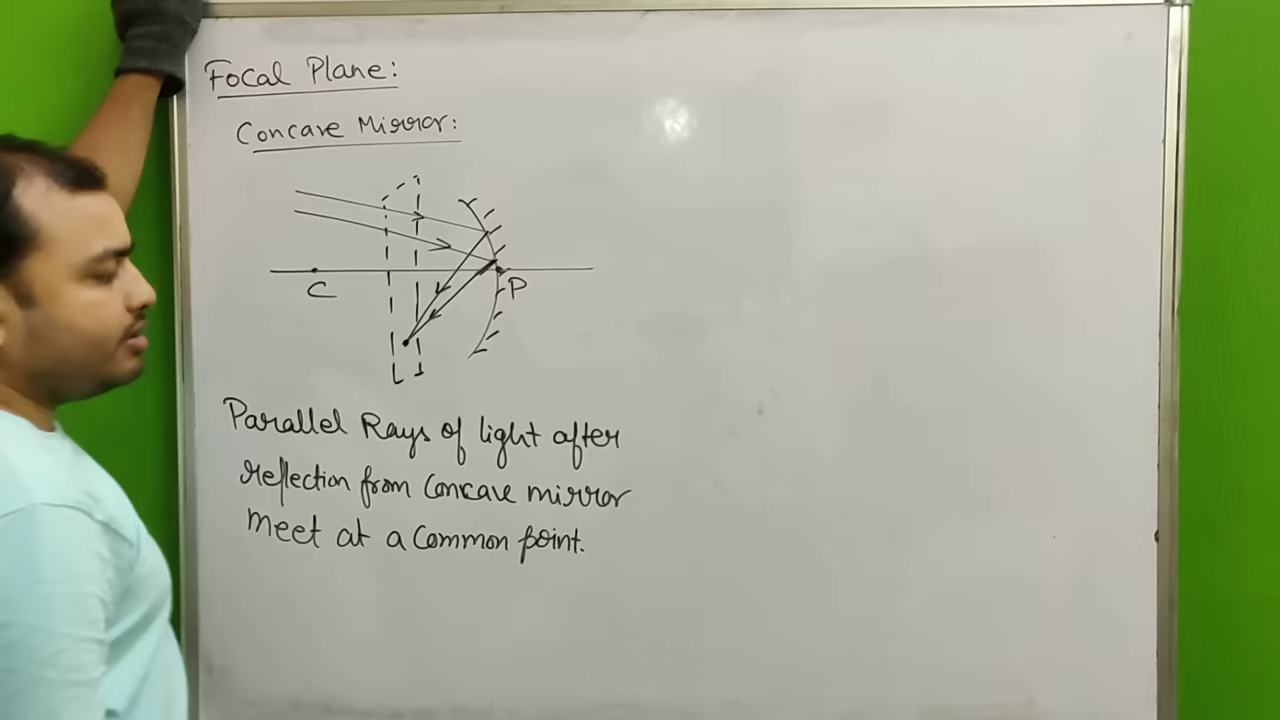 Focal Plane:
Concave Mirror:
C
P
Parallel Rays of light after
reflection from Concave mirror
meet at a Common point.